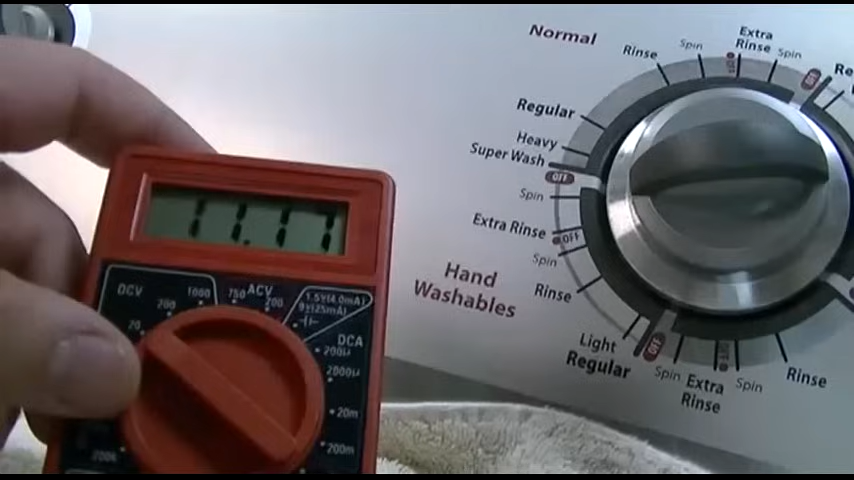 Normal
Rinse
Spin
Extra
Rinse
Spin
OFF
Regular
Heavy
Super Wash
OFF
Spin
Extra Rinse
OFF
Spin
Rinse
Hand
Washables
Light
Regular
OFF
Spin
Extra
Rinse
Spin
Rinse
DCV
200
1000
750
ACV
200
1.5V(4.0mA)
9V(25mA)
DCA
20
200µ
2000µ
20m
200m
200k